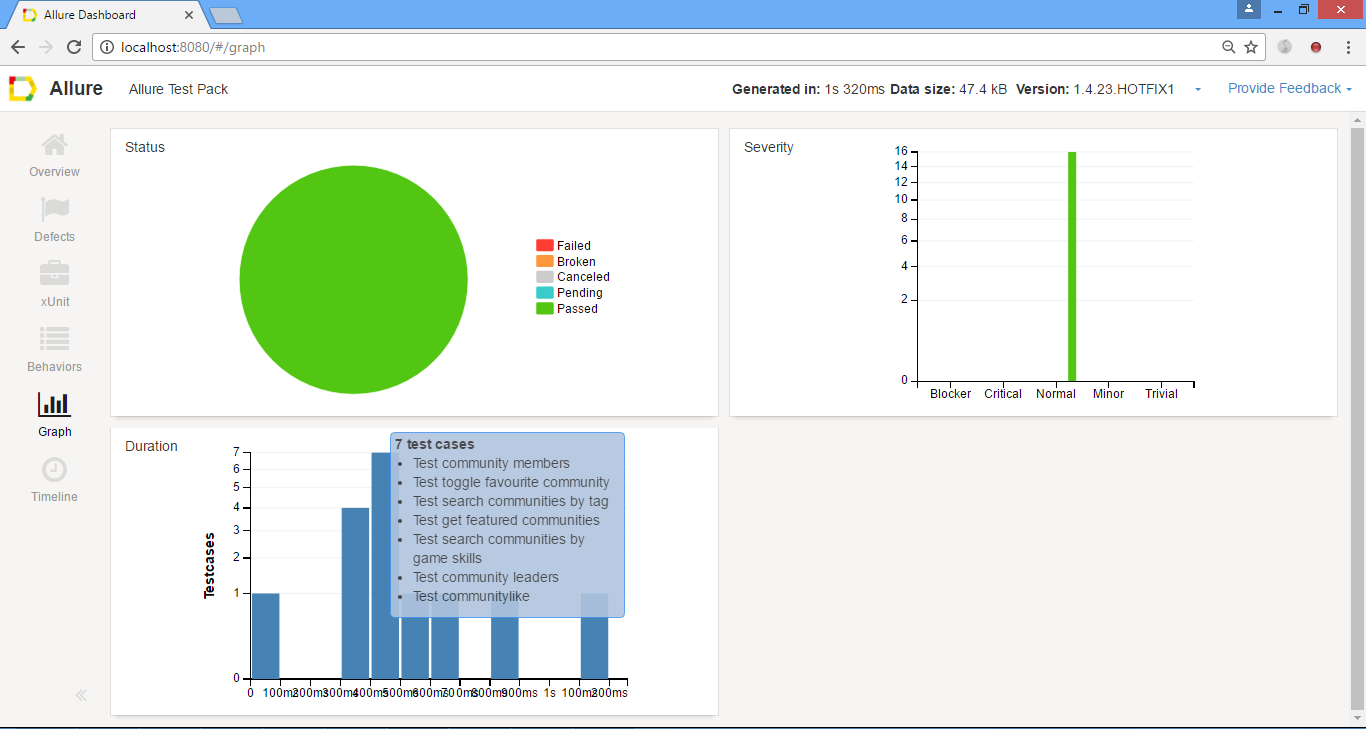 Allure Dashboard
localhost:8080/#/graph
Allure
Allure Test Pack
Generated in: 1s 320ms Data size: 47.4 kB Version: 1.4.23.HOTFIX1
Provide Feedback
Overview
Defects
xUnit
Behaviors
Graph
Timeline
Status
Failed
Broken
Canceled
Pending
Passed
Severity
16
14
12
10
8
6
4
2
0
Blocker Critical Normal Minor Trivial
Duration
7
6
5
4
3
2
1
0
Testcases
7 test cases
Test community members
Test toggle favourite community
Test search communities by tag
Test get featured communities
Test search communities by
game skills
Test community leaders
Test communitylike
0 100ms 200ms 300ms 400ms 500ms 600ms 700ms 800ms 900ms 1s 100ms 200ms